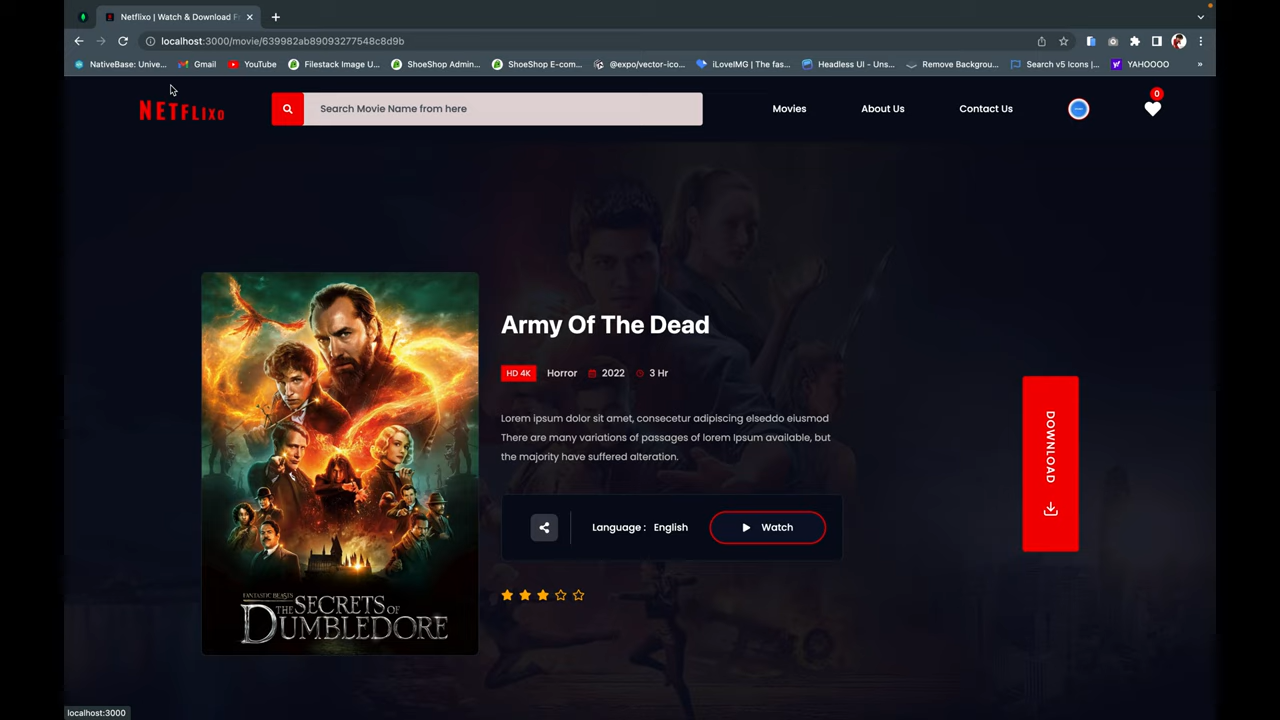 Netflixo | Watch & Download F
localhost:3000/movie/639982ab89093277548c8d9b
NativeBase: Unive...
Gmail
YouTube
Filestack Image U...
ShoeShop Admin...
ShoeShop E-com...
@expo/vector-ico...
iLoveIMG | The fas...
Headless UI - Uns...
Remove Backgrou...
Search v5 Icons |...
YAHOOOO
»
NETFLIXO
Search Movie Name from here
Movies
About Us
Contact Us
0
Army Of The Dead
HD 4K Horror 2022 3 Hr
Lorem ipsum dolor sit amet, consecetur adipiscing elseddo eiusmod
There are many variations of passages of lorem Ipsum available, but
the majority have suffered alteration.
Language : English
Watch
DOWNLOAD
FANTASTIC BEASTS
THE SECRETS OF
DUMBLEDORE
localhost:3000